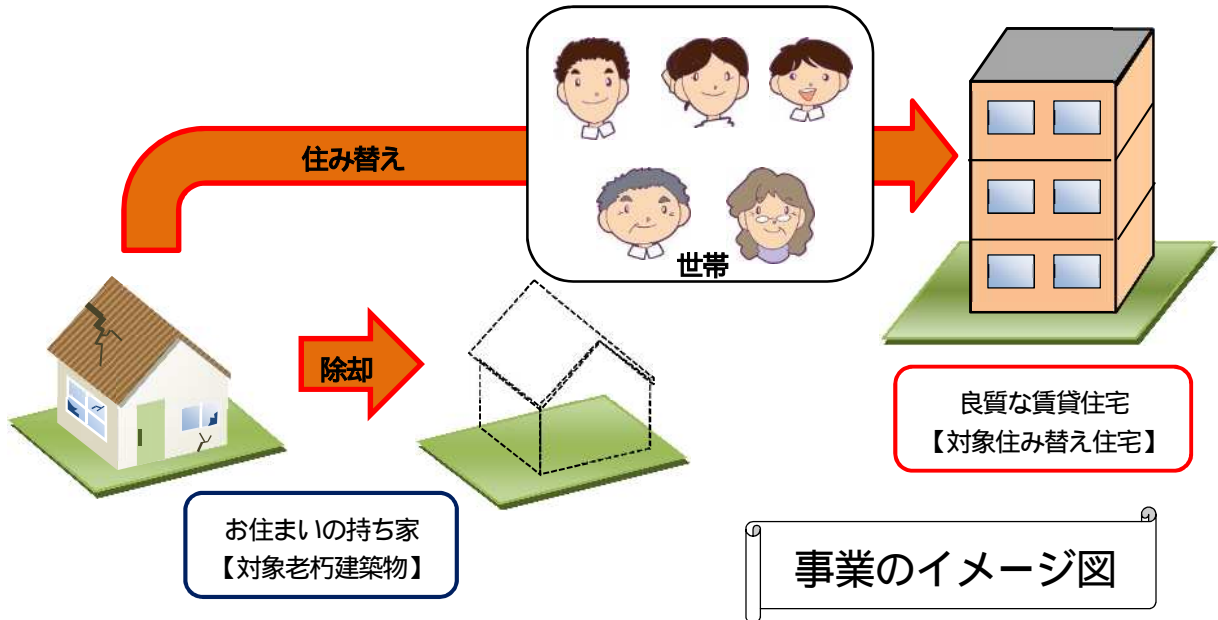 住み替え
世帯
除却
良質な賃貸住宅
【対象住み替え住宅】
お住まいの持ち家
【対象老朽建築物】
事業のイメージ図